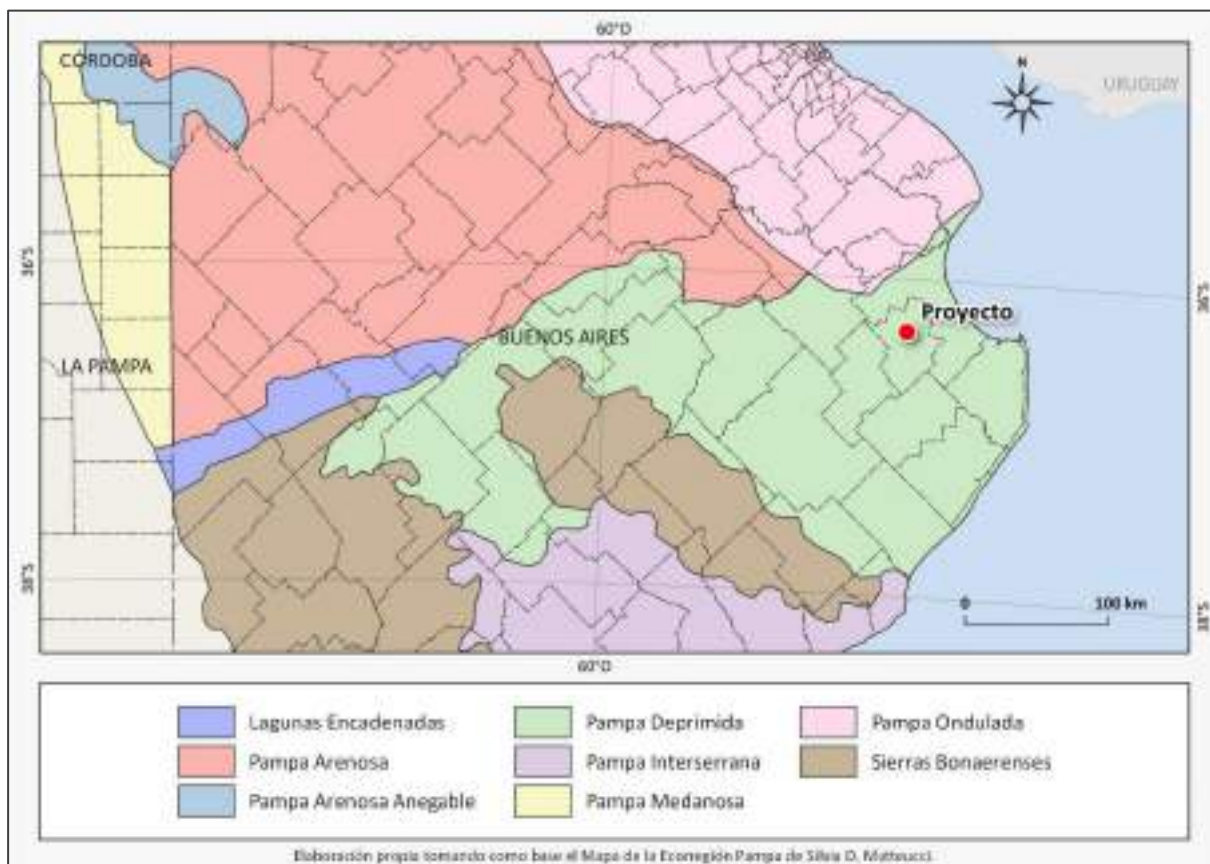 60°O
CÓRDOBA
URUGUAY
N
36°S
36°S
Proyecto
BUENOS AIRES
LA PAMPA
38°S
0 100 km
38°S
60°O
Lagunas Encadenadas
Pampa Deprimida
Pampa Ondulada
Pampa Arenosa
Pampa Interserrana
Sierras Bonaerenses
Pampa Arenosa Anegable
Pampa Medanosa
Elaboración propia tomando como base el Mapa de la Ecorregión Pampa de Silvia D. Matteucci.